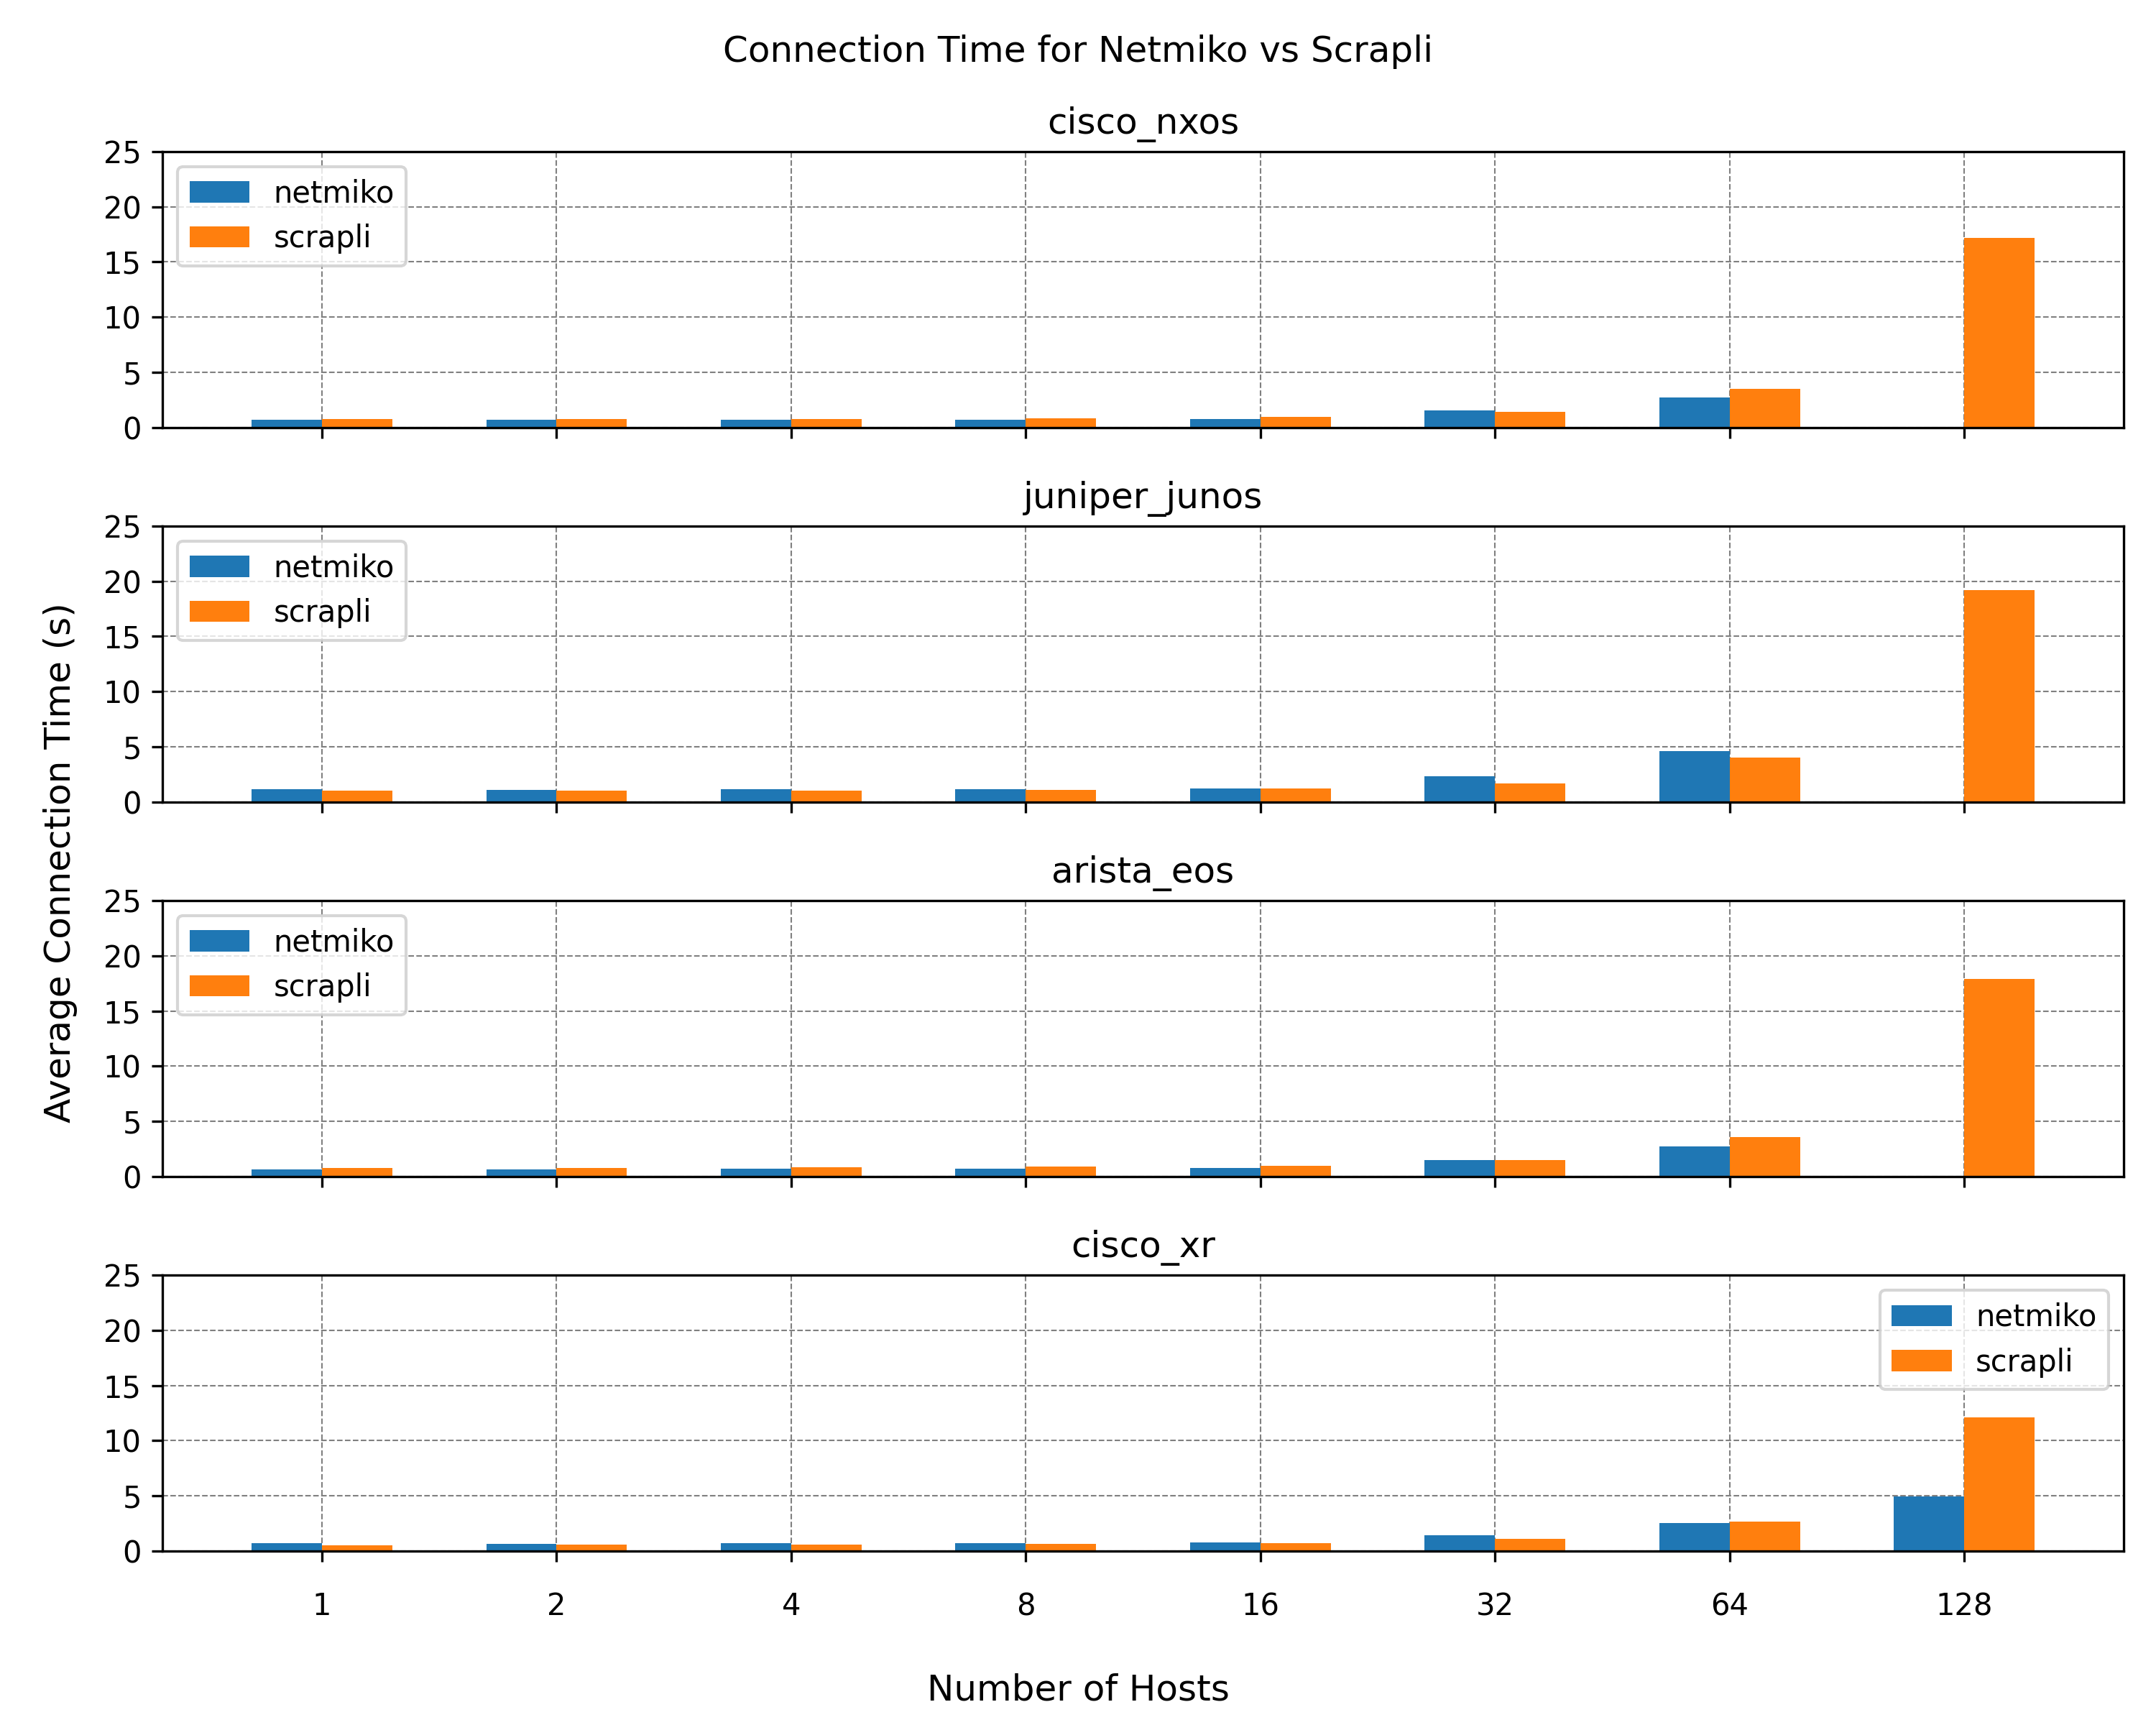 Connection Time for Netmiko vs Scrapli
cisco_nxos
25
20
15
10
5
0
netmiko
scrapli
juniper_junos
25
20
15
10
5
0
netmiko
scrapli
Average Connection Time (s)
arista_eos
25
20
15
10
5
0
netmiko
scrapli
cisco_xr
25
20
15
10
5
0
netmiko
scrapli
1 2 4 8 16 32 64 128
Number of Hosts